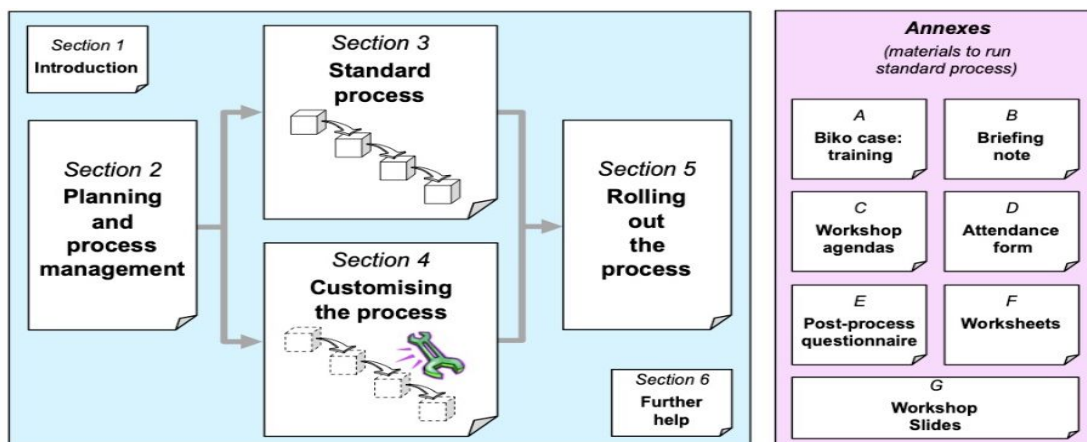 Section 1
Introduction
Section 2
Planning
and
process
management
Section 3
Standard
process
Section 4
Customising
the process
Section 5
Rolling
out
the
process
Section 6
Further
help
Annexes
(materials to run
standard process)
A
Biko case:
training
B
Briefing
note
C
Workshop
agendas
D
Attendance
form
E
Post-process
questionnaire
F
Worksheets
G
Workshop
Slides